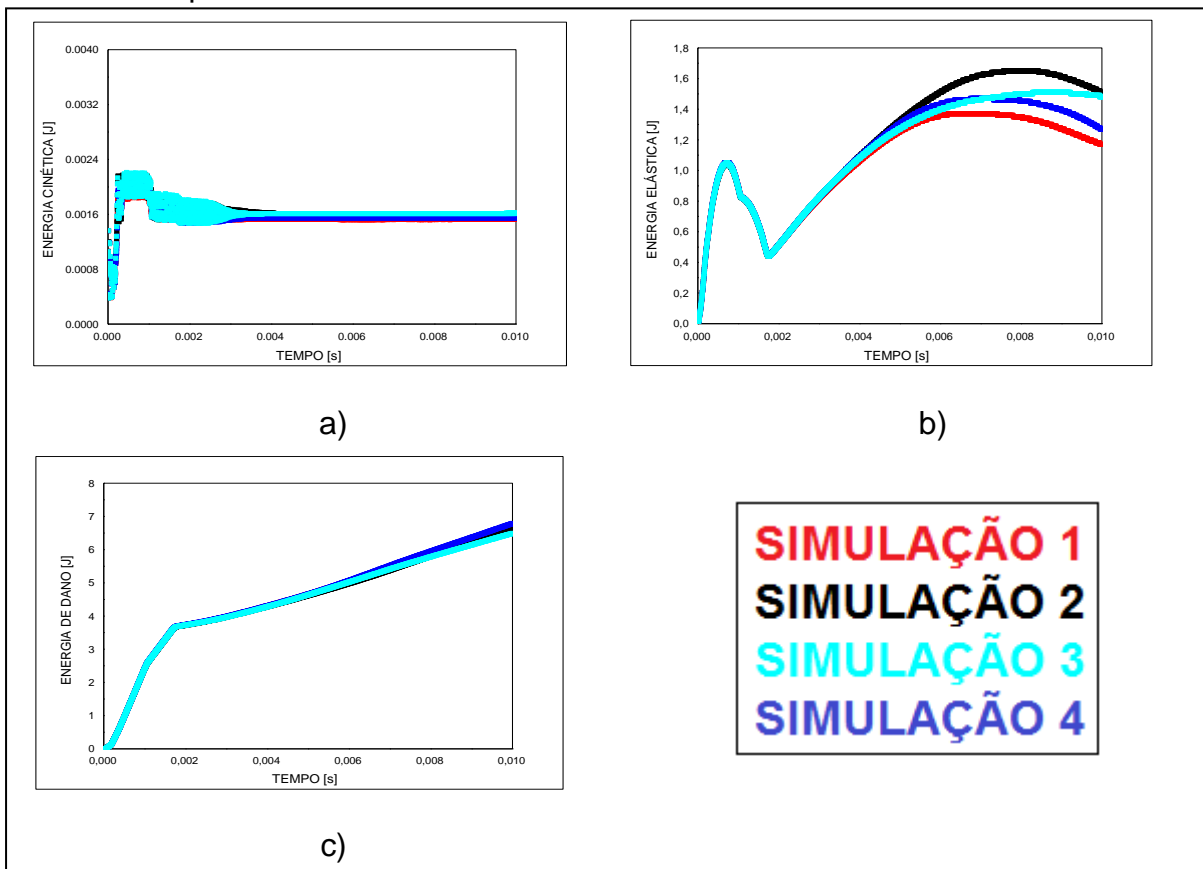 ENERGIA CINÉTICA [J]
0.0040
0.0032
0.0024
0.0016
0.0008
0.0000
0.000 0.002 0.004 0.006 0.008 0.010
TEMPO [s]
a)
ENERGIA ELÁSTICA [J]
1,8
1,6
1,4
1,2
1,0
0,8
0,6
0,4
0,2
0,0
0,000 0,002 0,004 0,006 0,008 0,010
TEMPO [s]
b)
ENERGIA DE DANO [J]
8
7
6
5
4
3
2
1
0
0,000 0,002 0,004 0,006 0,008 0,010
TEMPO [s]
c)
SIMULAÇÃO 1
SIMULAÇÃO 2
SIMULAÇÃO 3
SIMULAÇÃO 4